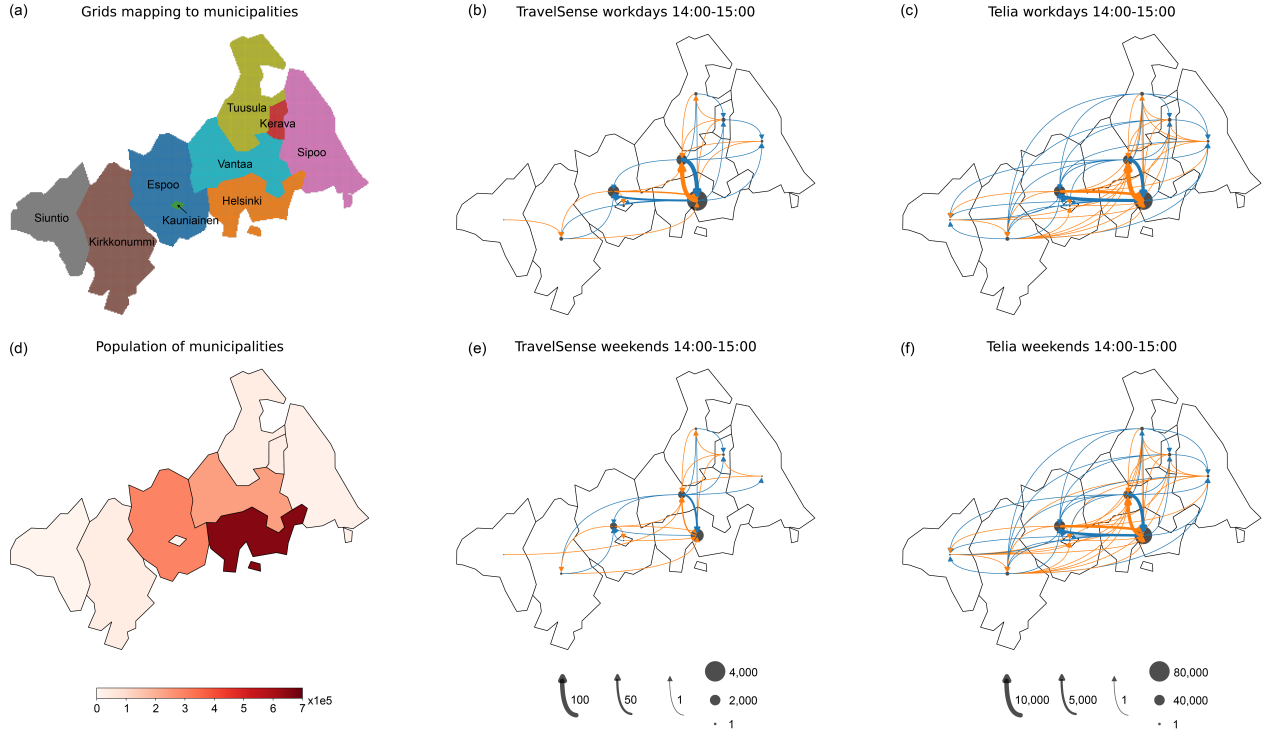 (a)
Grids mapping to municipalities
Tuusula
Kerava
Sipoo
Vantaa
Espoo
Helsinki
Kauniainen
Siuntio
Kirkkonummi
(b)
TravelSense workdays 14:00-15:00
(c)
Telia workdays 14:00-15:00
(d)
Population of municipalities
0 1 2 3 4 5 6 7 x1e5
(e)
TravelSense weekends 14:00-15:00
100
50
1
4,000
2,000
1
(f)
Telia weekends 14:00-15:00
10,000
5,000
1
80,000
40,000
1